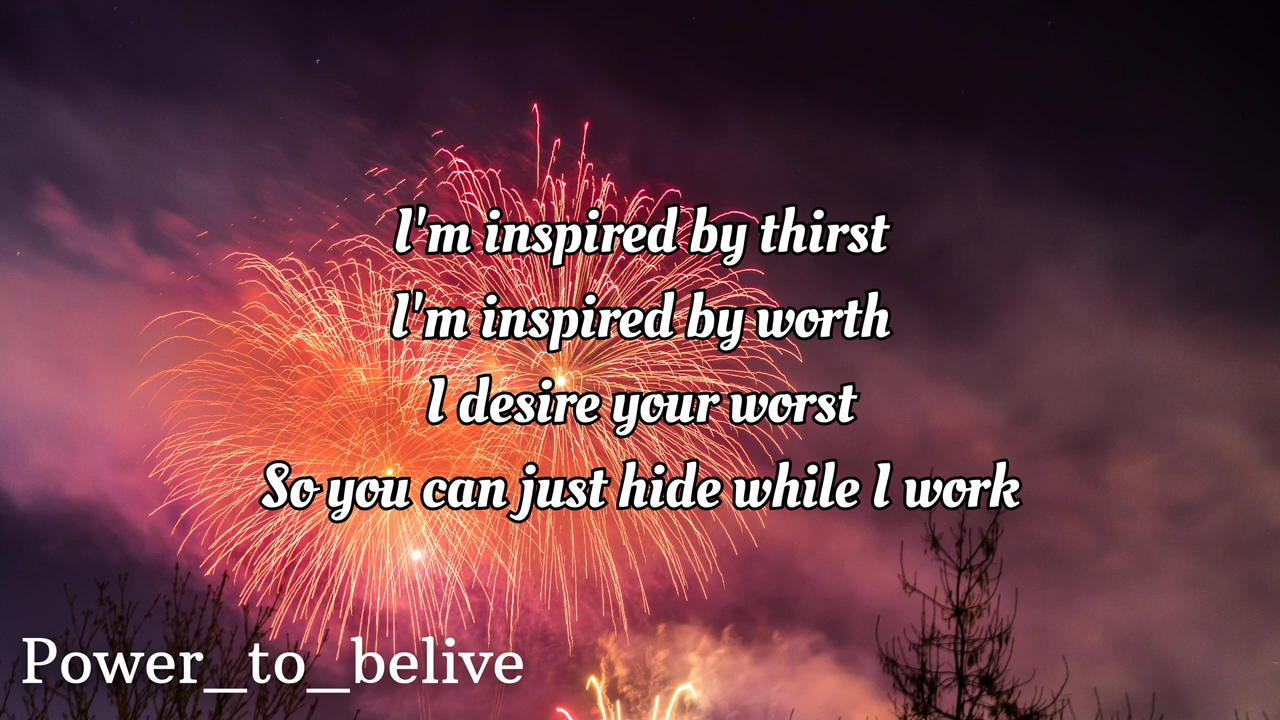 I'm inspired by thirst
I'm inspired by worth
I desire your worst
So you can just hide while I work
Power_to_belive